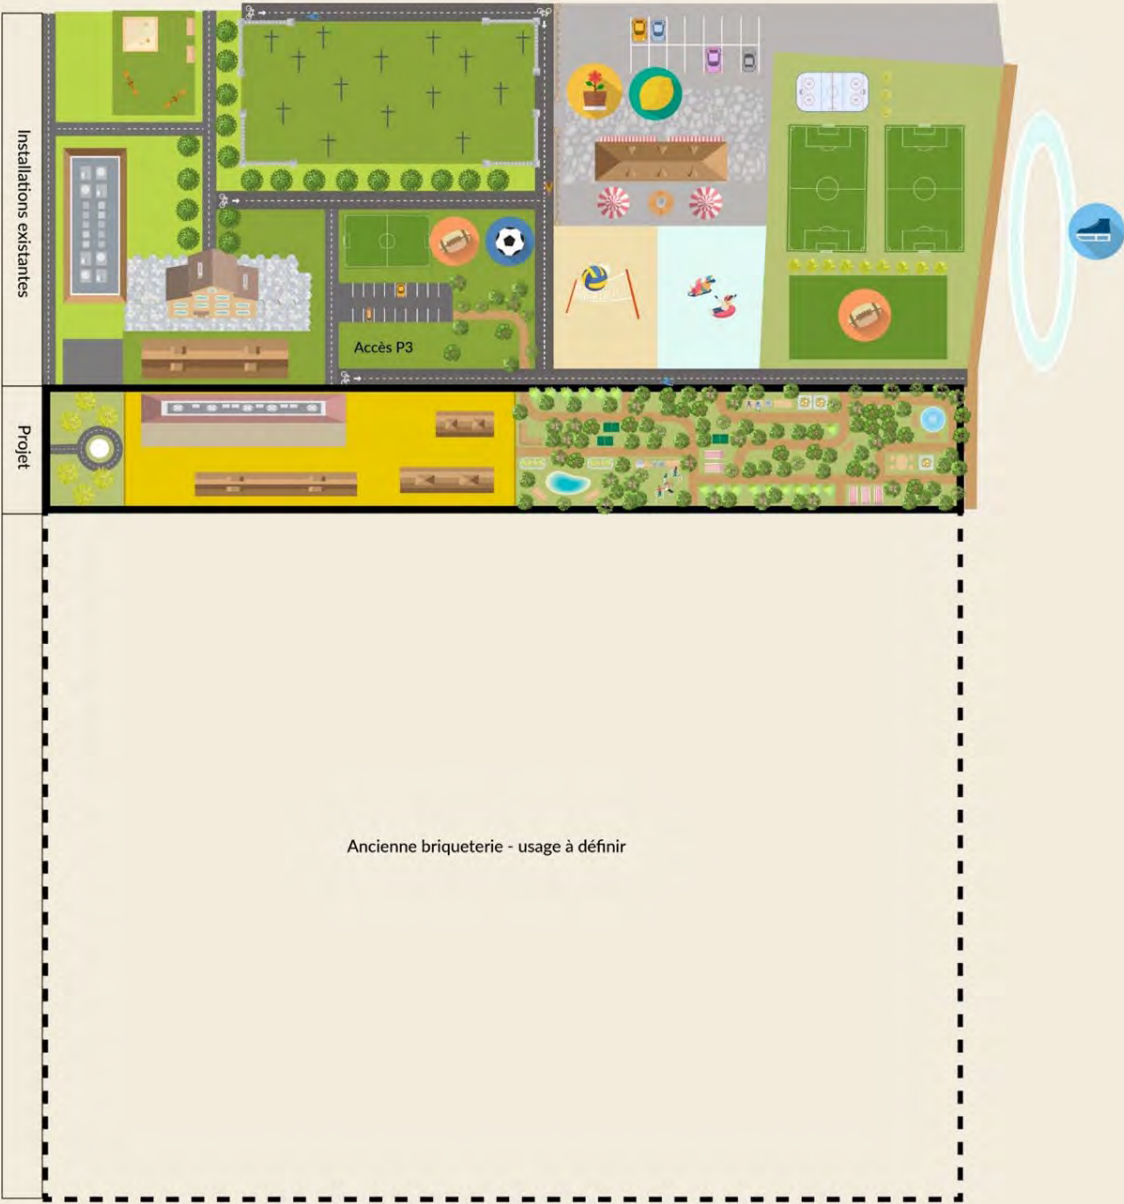 Installations existantes
Accès P3
Projet
Ancienne briqueterie - usage à définir